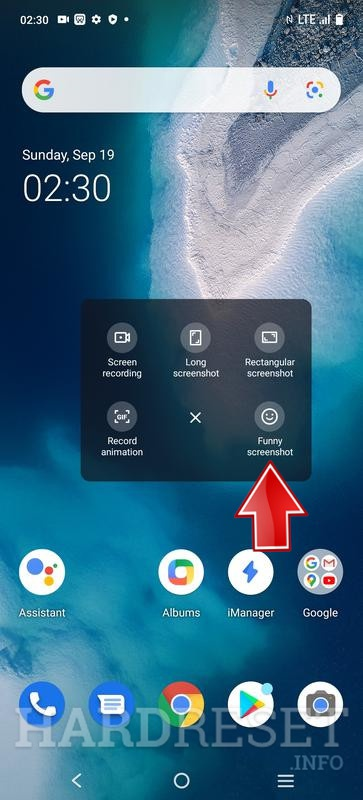 02:30
LTE
Sunday, Sep 19
02:30
Screen recording
Long screenshot
Rectangular screenshot
GIF
Record animation
Funny screenshot
Assistant
Albums
iManager
Google
HARDRESET
.INFO